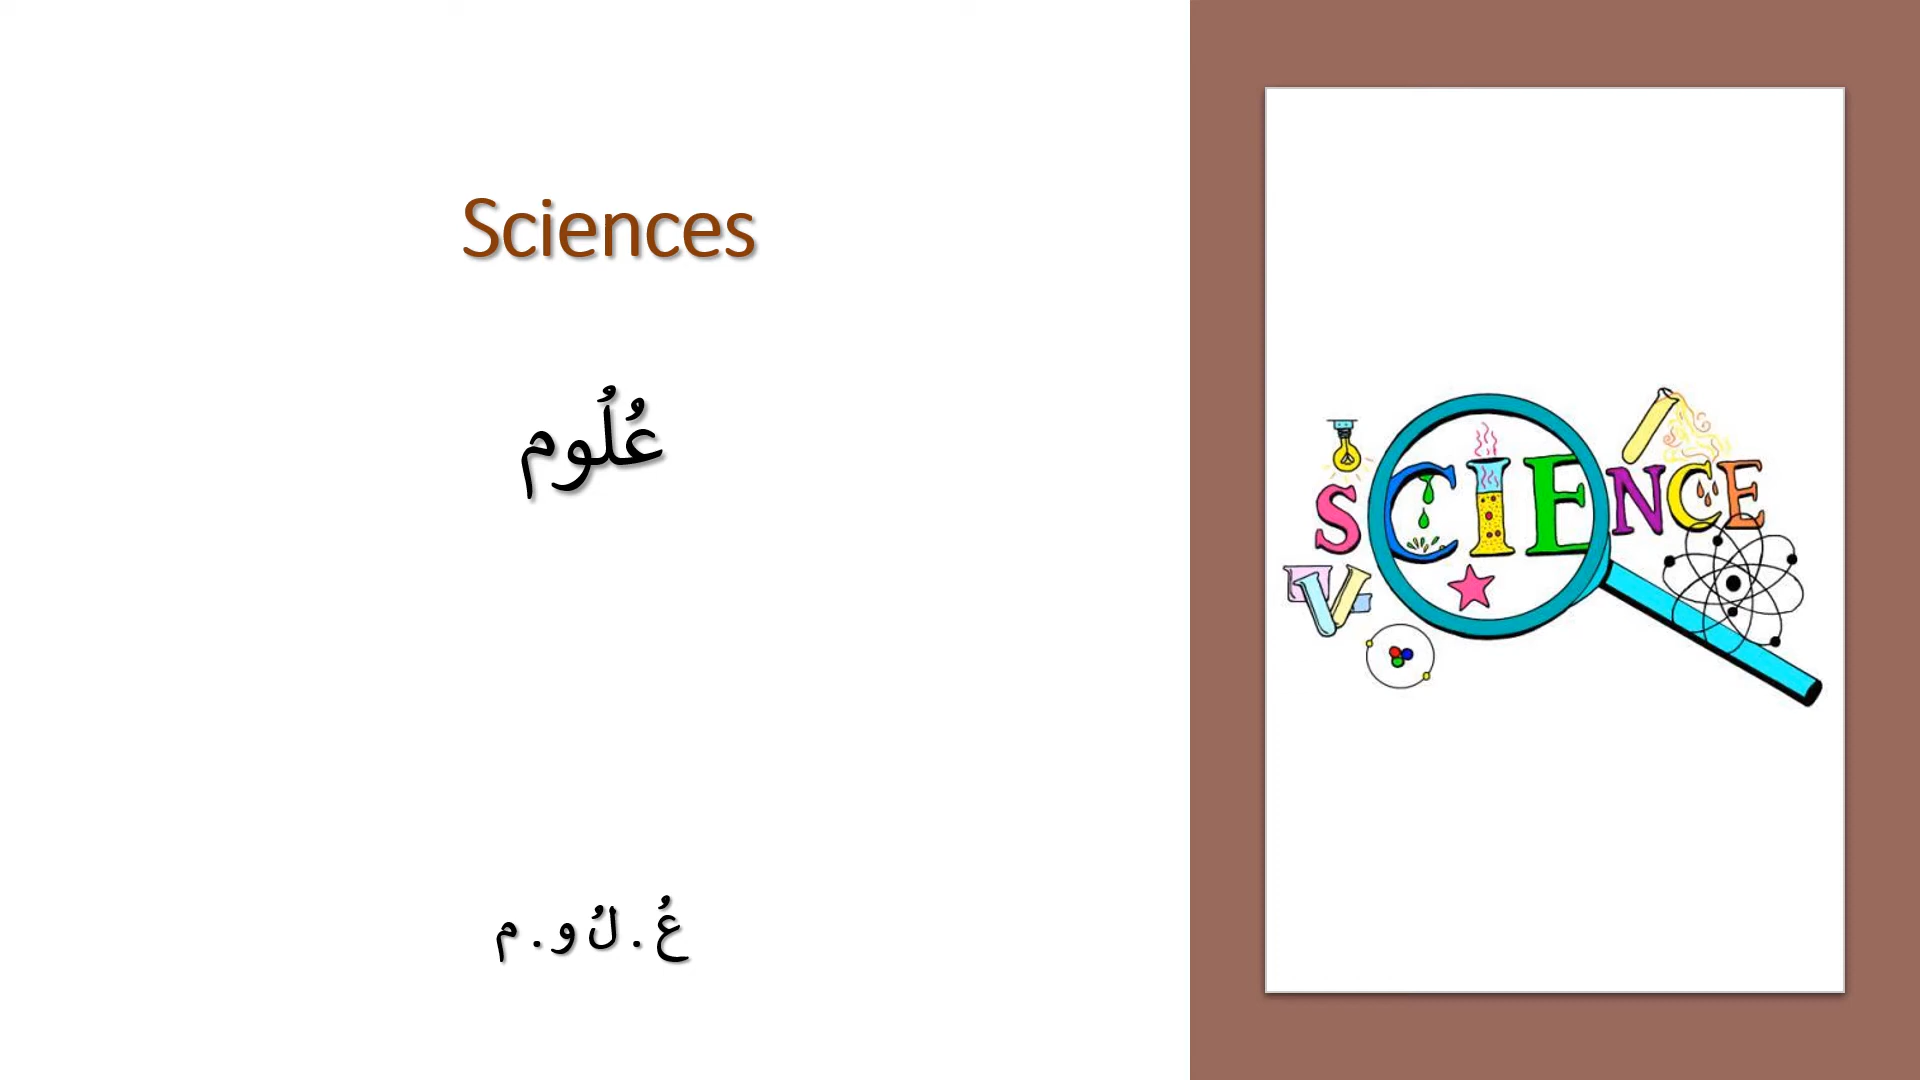 Sciences
عُلُوم
عُ . لُ و . م
SCIENCE